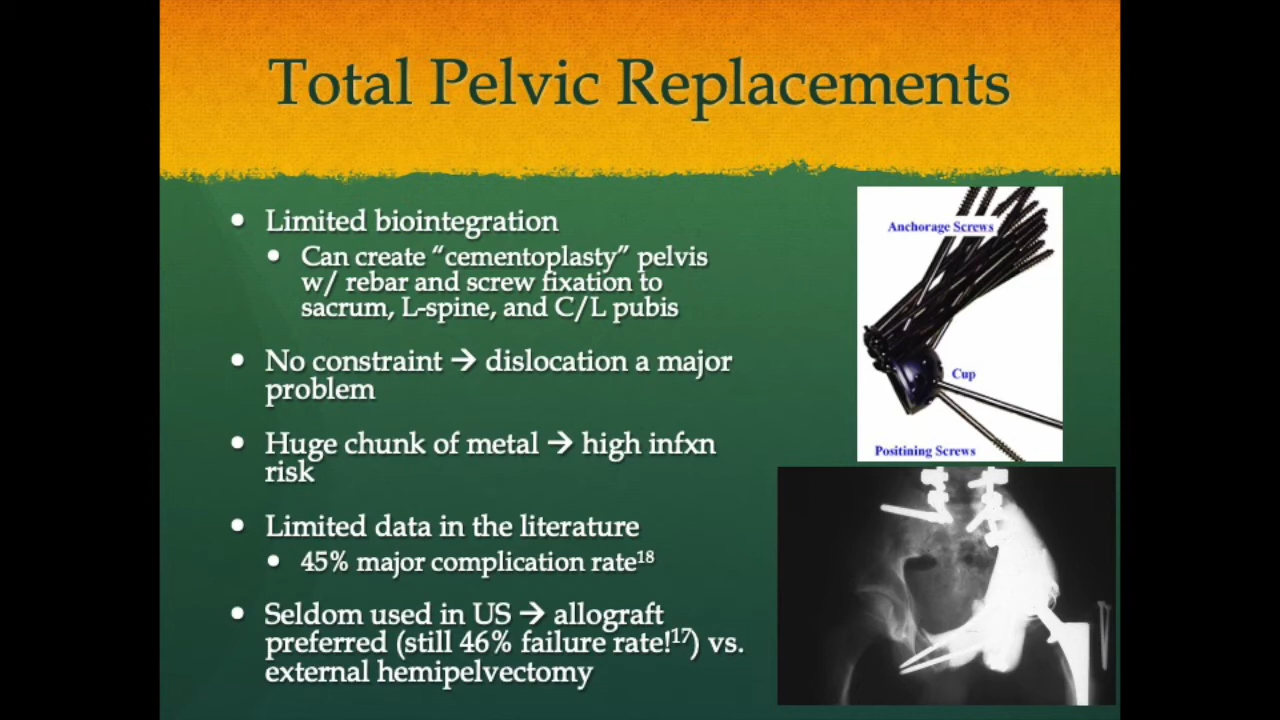 Total Pelvic Replacements
• Limited biointegration
• Can create “cementoplasty” pelvis
w/ rebar and screw fixation to
sacrum, L-spine, and C/L pubis
• No constraint → dislocation a major
problem
• Huge chunk of metal → high infxn
risk
• Limited data in the literature
• 45% major complication rate¹⁸
• Seldom used in US → allograft
preferred (still 46% failure rate!¹⁷) vs.
external hemipelvectomy
Anchorage Screws
Cup
Positining Screws